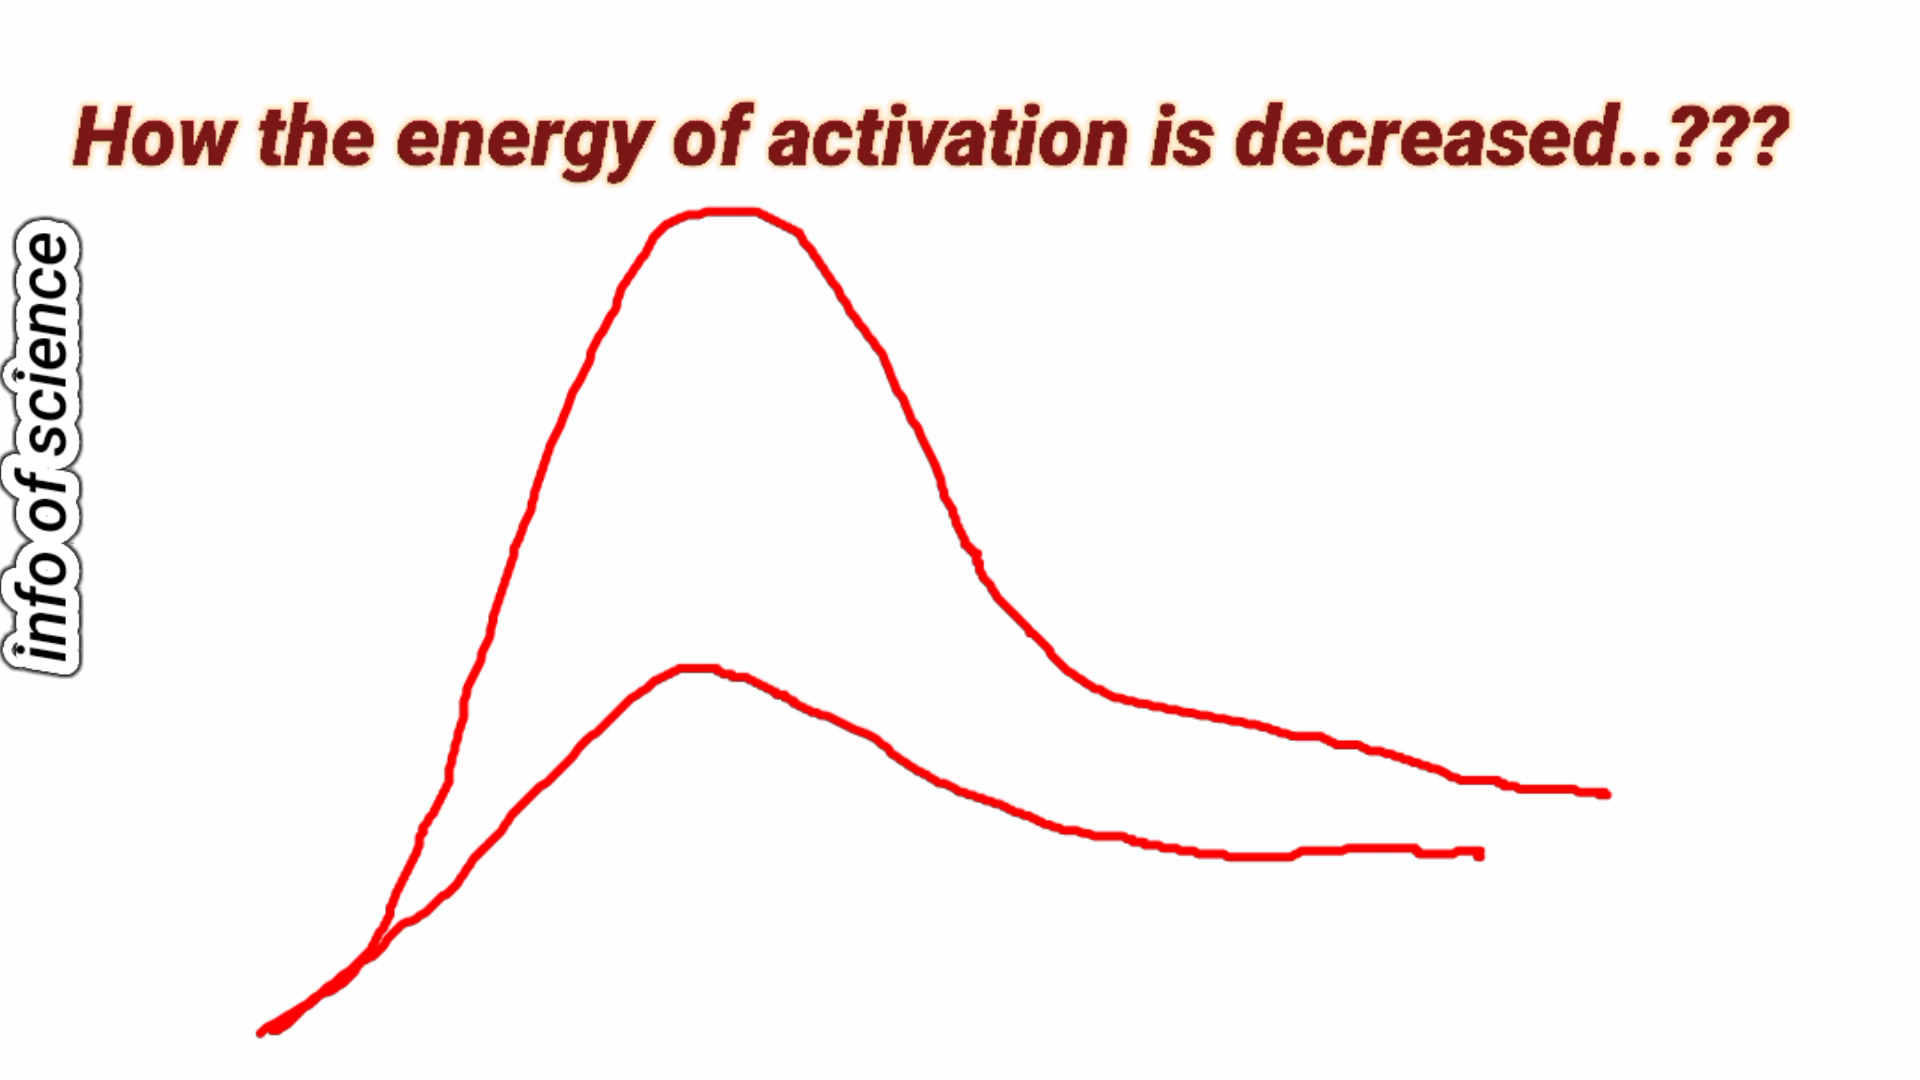 How the energy of activation is decreased..???
info of science